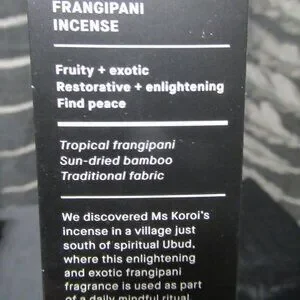 FRANGIPANI
INCENSE
Fruity + exotic
Restorative + enlightening
Find peace
Tropical frangipani
Sun-dried bamboo
Traditional fabric
We discovered Ms Koroi's
incense in a village just
south of spiritual Ubud,
where this enlightening
and exotic frangipani
fragrance is used as part
of a daily mindful ritual.